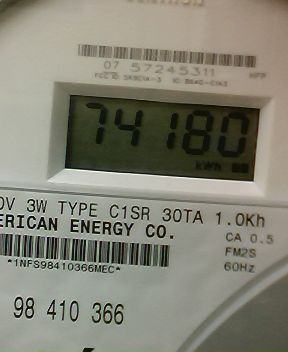 07 57245311
HPP
74180
kWh
0V 3W TYPE C1SR 30TA 1.0Kh
ERICAN ENERGY CO.
CA 0.5
FM2S
60Hz
*1NFS98410366MEC*
98 410 366